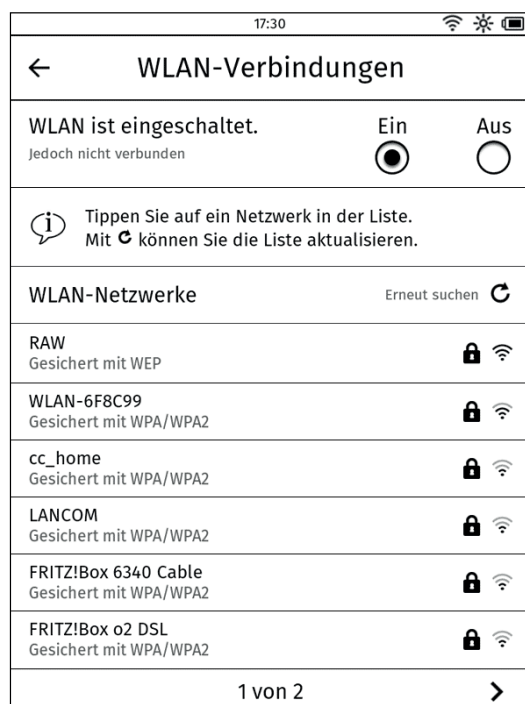 17:30
WLAN-Verbindungen
WLAN ist eingeschaltet.
Jedoch nicht verbunden
Ein
Aus
Tippen Sie auf ein Netzwerk in der Liste.
Mit können Sie die Liste aktualisieren.
WLAN-Netzwerke
Erneut suchen
RAW
Gesichert mit WEP
WLAN-6F8C99
Gesichert mit WPA/WPA2
cc_home
Gesichert mit WPA/WPA2
LANCOM
Gesichert mit WPA/WPA2
FRITZ!Box 6340 Cable
Gesichert mit WPA/WPA2
FRITZ!Box o2 DSL
Gesichert mit WPA/WPA2
1 von 2